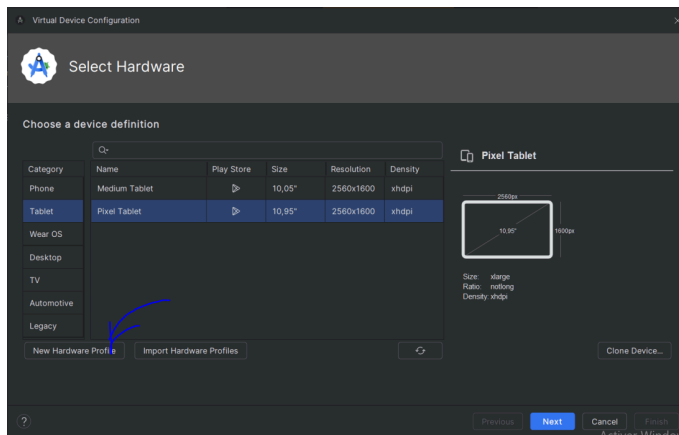 Virtual Device Configuration
Select Hardware
Choose a device definition
Category Name Play Store Size Resolution Density
Phone Medium Tablet 10,05" 2560x1600 xhdpi
Tablet Pixel Tablet 10,95" 2560x1600 xhdpi
Wear OS
Desktop
TV
Automotive
Legacy
New Hardware Profile Import Hardware Profiles
Pixel Tablet
2560px
10,95"
1600px
Size: xlarge
Ratio: notlong
Density: xhdpi
Clone Device...
? Previous Next Cancel Finish